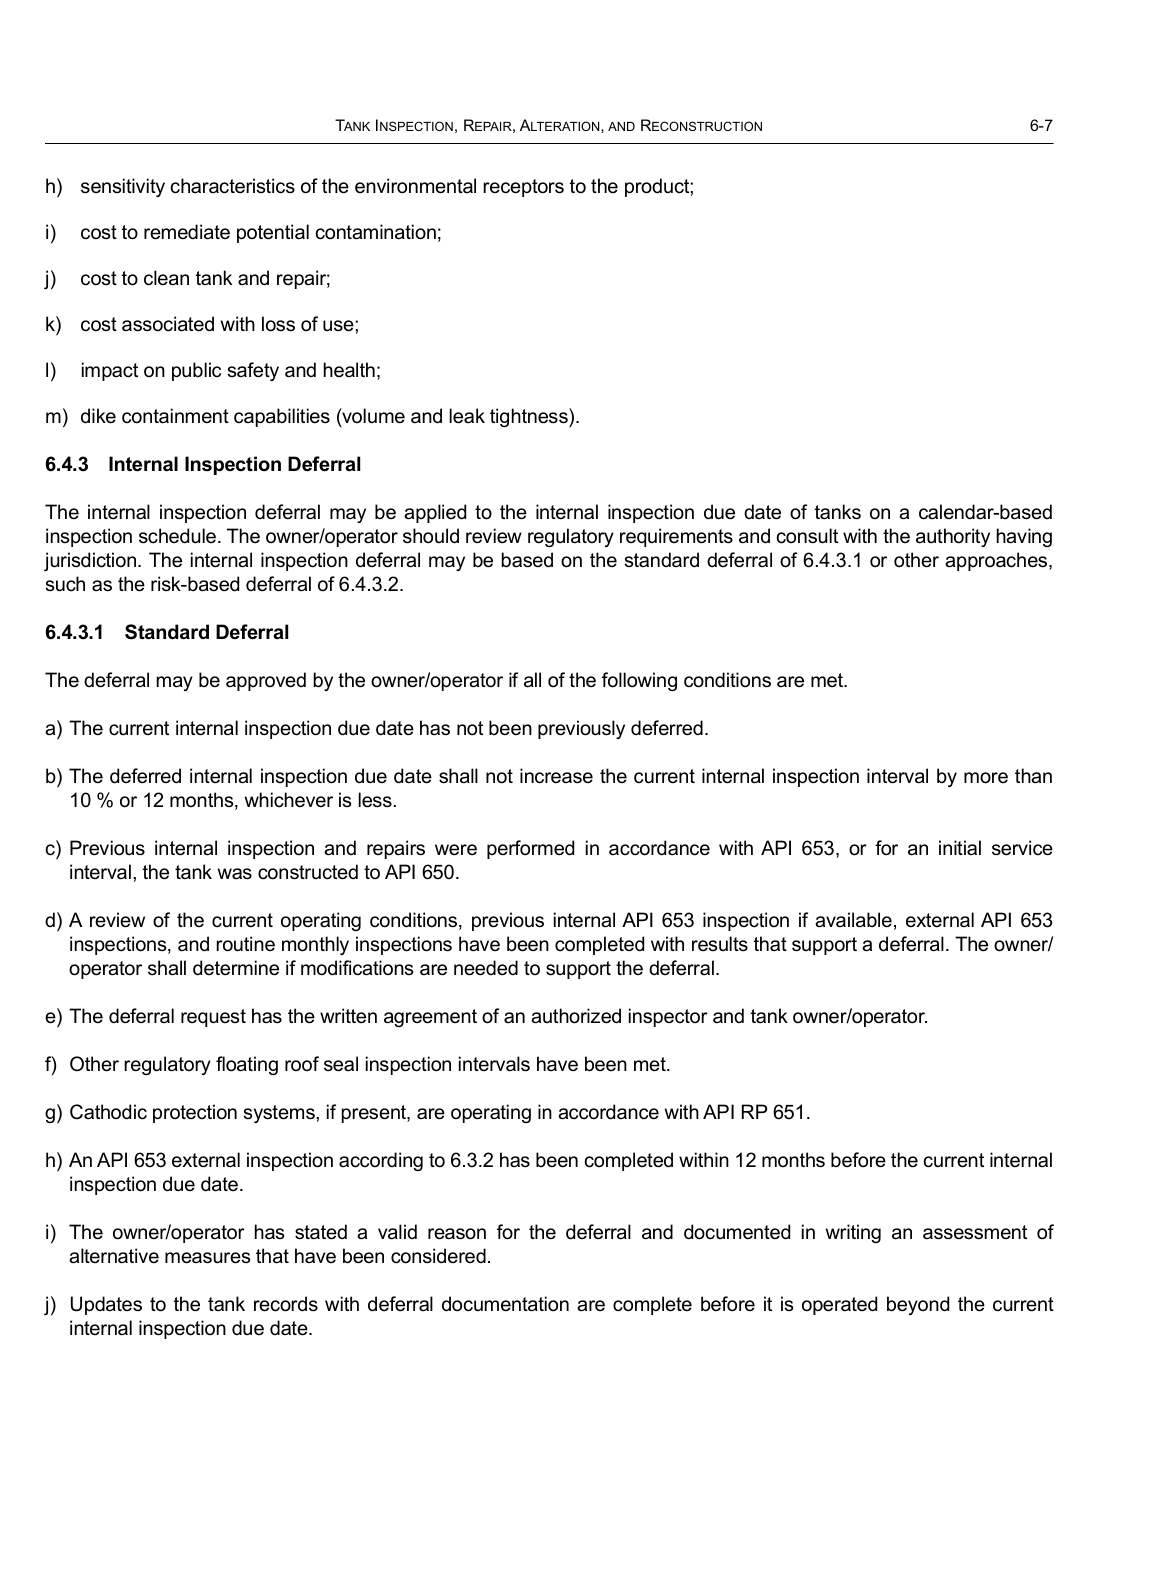 TANK INSPECTION, REPAIR, ALTERATION, AND RECONSTRUCTION 6-7
h) sensitivity characteristics of the environmental receptors to the product;
i) cost to remediate potential contamination;
j) cost to clean tank and repair;
k) cost associated with loss of use;
l) impact on public safety and health;
m) dike containment capabilities (volume and leak tightness).
6.4.3 Internal Inspection Deferral
The internal inspection deferral may be applied to the internal inspection due date of tanks on a calendar-based
inspection schedule. The owner/operator should review regulatory requirements and consult with the authority having
jurisdiction. The internal inspection deferral may be based on the standard deferral of 6.4.3.1 or other approaches,
such as the risk-based deferral of 6.4.3.2.
6.4.3.1 Standard Deferral
The deferral may be approved by the owner/operator if all of the following conditions are met.
a) The current internal inspection due date has not been previously deferred.
b) The deferred internal inspection due date shall not increase the current internal inspection interval by more than
10 % or 12 months, whichever is less.
c) Previous internal inspection and repairs were performed in accordance with API 653, or for an initial service
interval, the tank was constructed to API 650.
d) A review of the current operating conditions, previous internal API 653 inspection if available, external API 653
inspections, and routine monthly inspections have been completed with results that support a deferral. The owner/
operator shall determine if modifications are needed to support the deferral.
e) The deferral request has the written agreement of an authorized inspector and tank owner/operator.
f) Other regulatory floating roof seal inspection intervals have been met.
g) Cathodic protection systems, if present, are operating in accordance with API RP 651.
h) An API 653 external inspection according to 6.3.2 has been completed within 12 months before the current internal
inspection due date.
i) The owner/operator has stated a valid reason for the deferral and documented in writing an assessment of
alternative measures that have been considered.
j) Updates to the tank records with deferral documentation are complete before it is operated beyond the current
internal inspection due date.